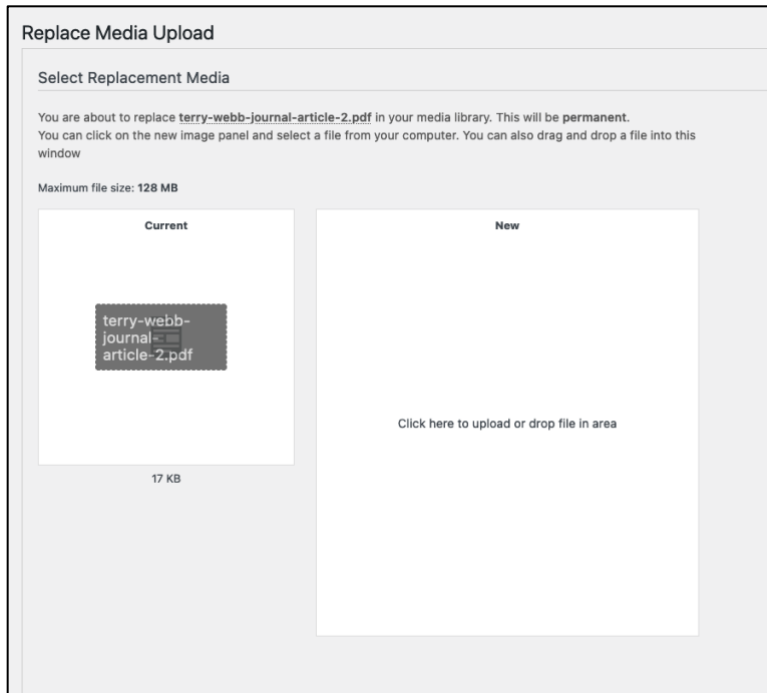 Replace Media Upload
Select Replacement Media
You are about to replace terry-webb-journal-article-2.pdf in your media library. This will be permanent.
You can click on the new image panel and select a file from your computer. You can also drag and drop a file into this
window
Maximum file size: 128 MB
Current
New
terry-webb-
journal-
article-2.pdf
Click here to upload or drop file in area
17 KB